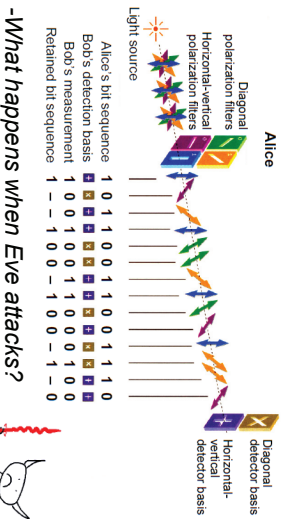 Alice
Diagonal
polarization filters
Horizontal-vertical
polarization filters
Light source
Diagonal
detector basis
Horizontal-
vertical
detector basis
Alice's bit sequence 1 0 1 1 0 0 1 1 0 0 1 1 1 0
Bob's detection basis + x + + x x + + x + x x + +
Bob's measurement 1 0 0 1 0 0 1 1 0 0 0 1 0 0
Retained bit sequence 1 – – 1 0 0 – 1 0 0 – 1 – 0
-What happens when Eve attacks?